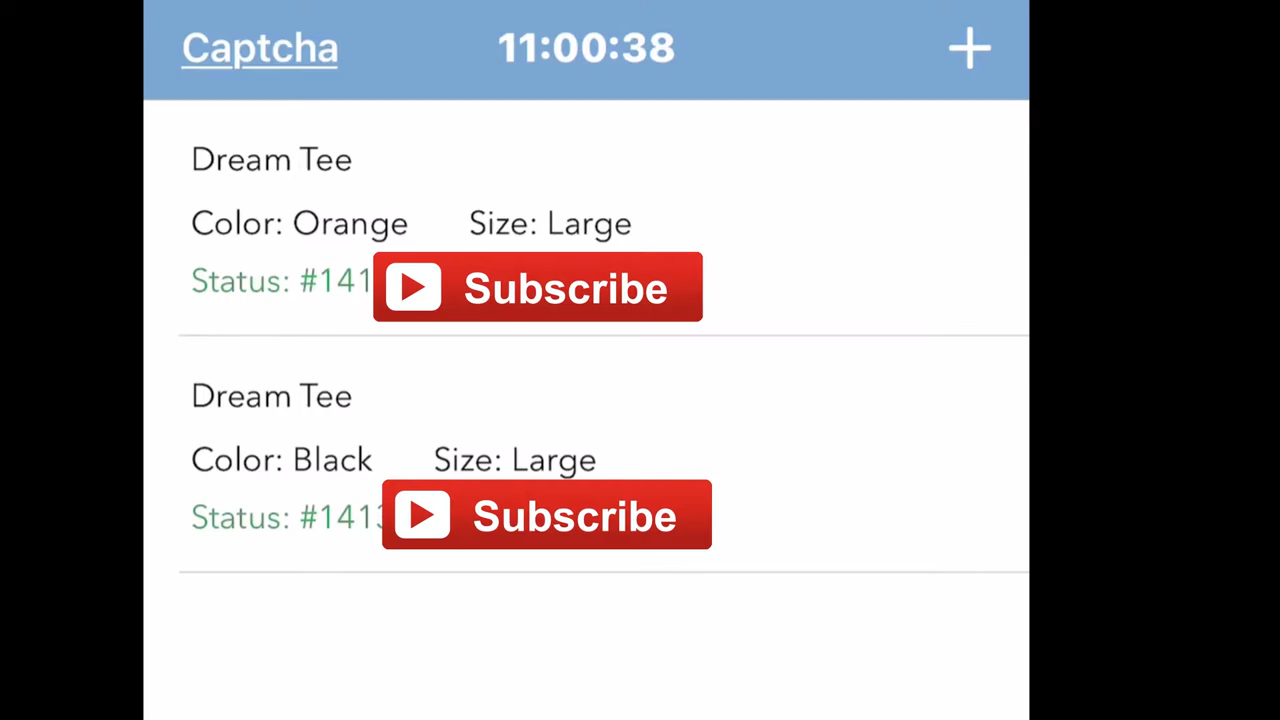 Captcha 11:00:38 +
Dream Tee
Color: Orange Size: Large
Status: #141
Subscribe
Dream Tee
Color: Black Size: Large
Status: #1413
Subscribe